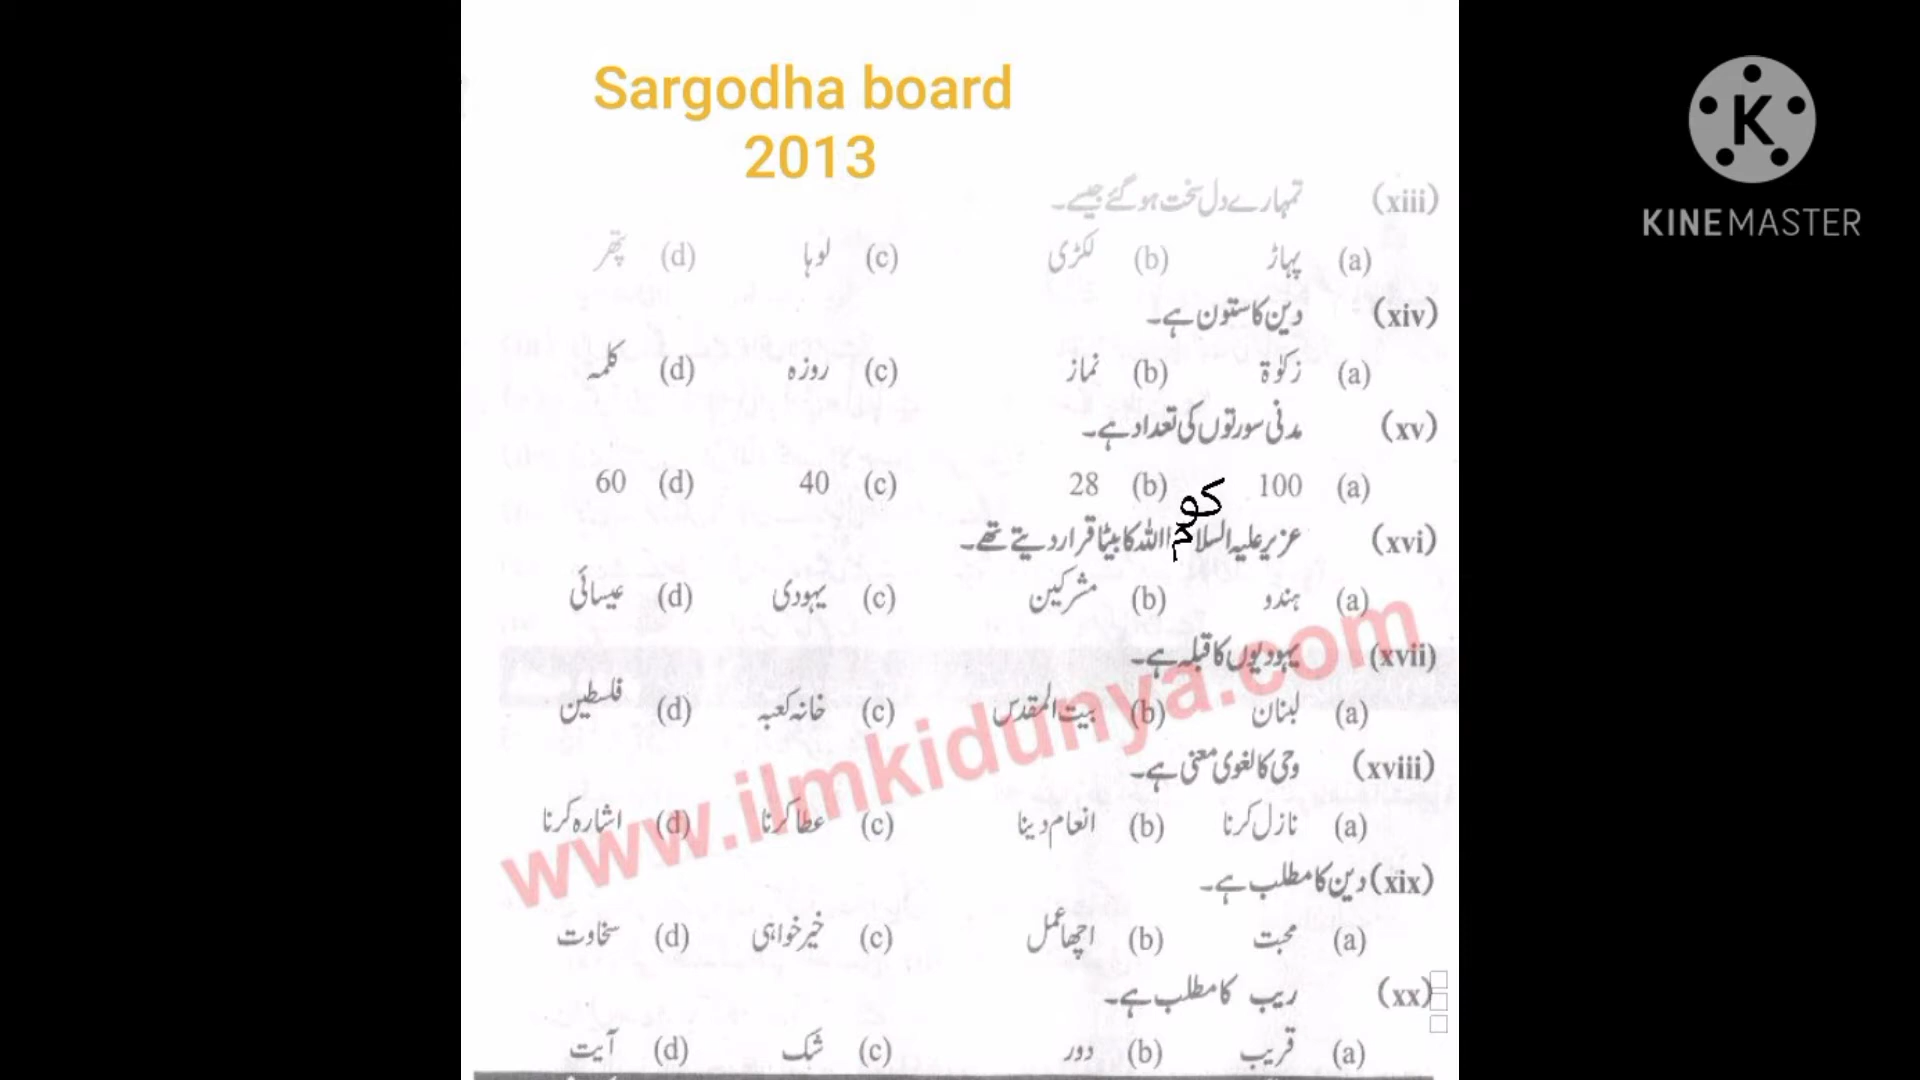 Sargodha board
2013
K
KINEMASTER
(xiii) تمہارے دل سخت ہو گئے جیسے۔
(a) پہاڑ (b) لکڑی (c) لوہا (d) پتھر
(xiv) دین کا ستون ہے۔
(a) زکوٰۃ (b) نماز (c) روزہ (d) کلمہ
(xv) مدنی سورتوں کی تعداد ہے۔
(a) 100 (b) 28 (c) 40 (d) 60
(xvi) عزیر علیہ السلام کو اللہ کا بیٹا قرار دیتے تھے۔
(a) ہندو (b) مشرکین (c) یہودی (d) عیسائی
(xvii) یہودیوں کا قبلہ ہے۔
(a) لبنان (b) بیت المقدس (c) خانہ کعبہ (d) فلسطین
(xviii) وحی کا لغوی معنی ہے۔
(a) نازل کرنا (b) انعام دینا (c) عطا کرنا (d) اشارہ کرنا
(xix) دین کا مطلب ہے۔
(a) محبت (b) اچھا عمل (c) خیر خواہی (d) سخاوت
(xx) ریب کا مطلب ہے۔
(a) قریب (b) دور (c) شک (d) آیت
www.ilmkidunya.com